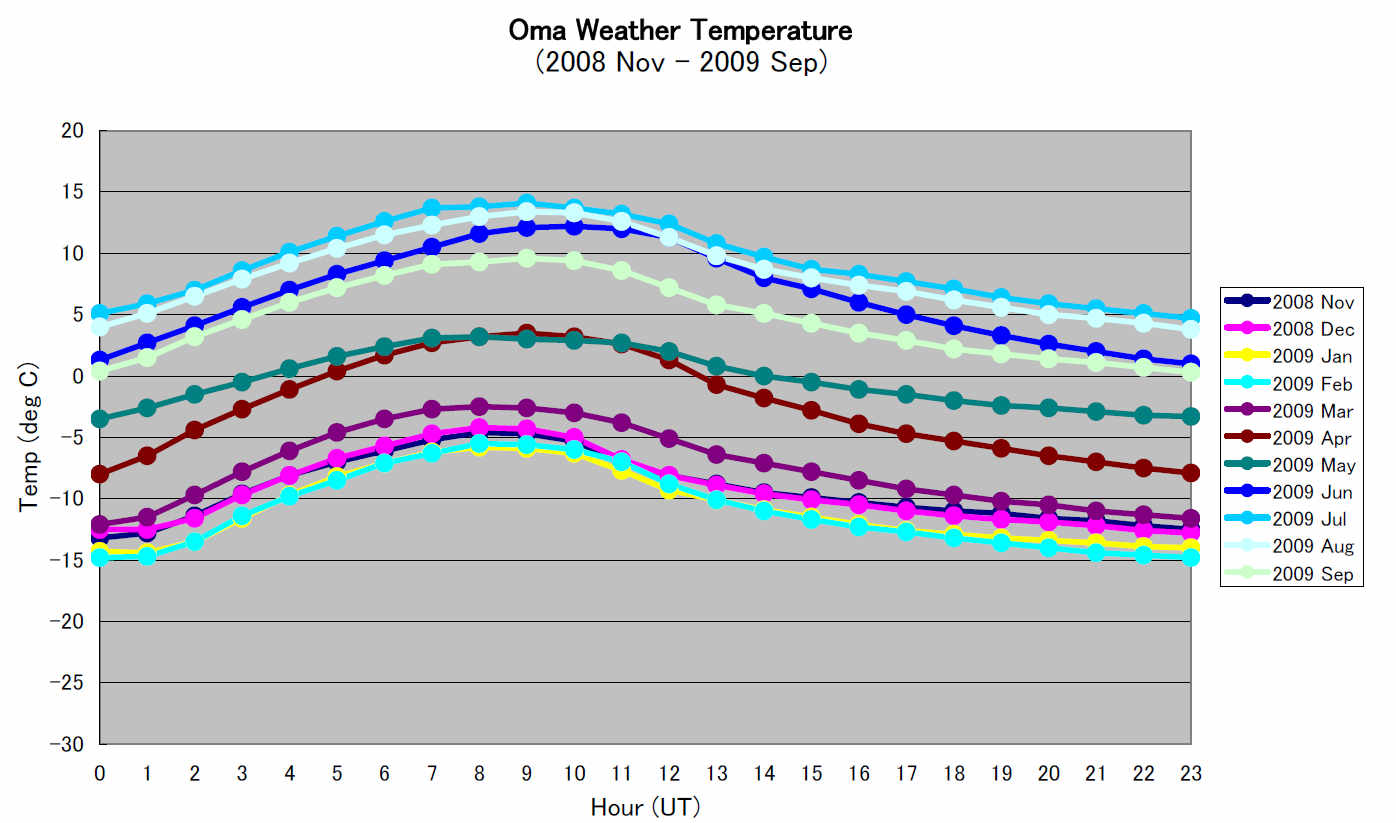 Oma Weather Temperature
(2008 Nov - 2009 Sep)
20
15
10
5
0
-5
-10
-15
-20
-25
-30
Temp (deg C)
0 1 2 3 4 5 6 7 8 9 10 11 12 13 14 15 16 17 18 19 20 21 22 23
Hour (UT)
2008 Nov
2008 Dec
2009 Jan
2009 Feb
2009 Mar
2009 Apr
2009 May
2009 Jun
2009 Jul
2009 Aug
2009 Sep